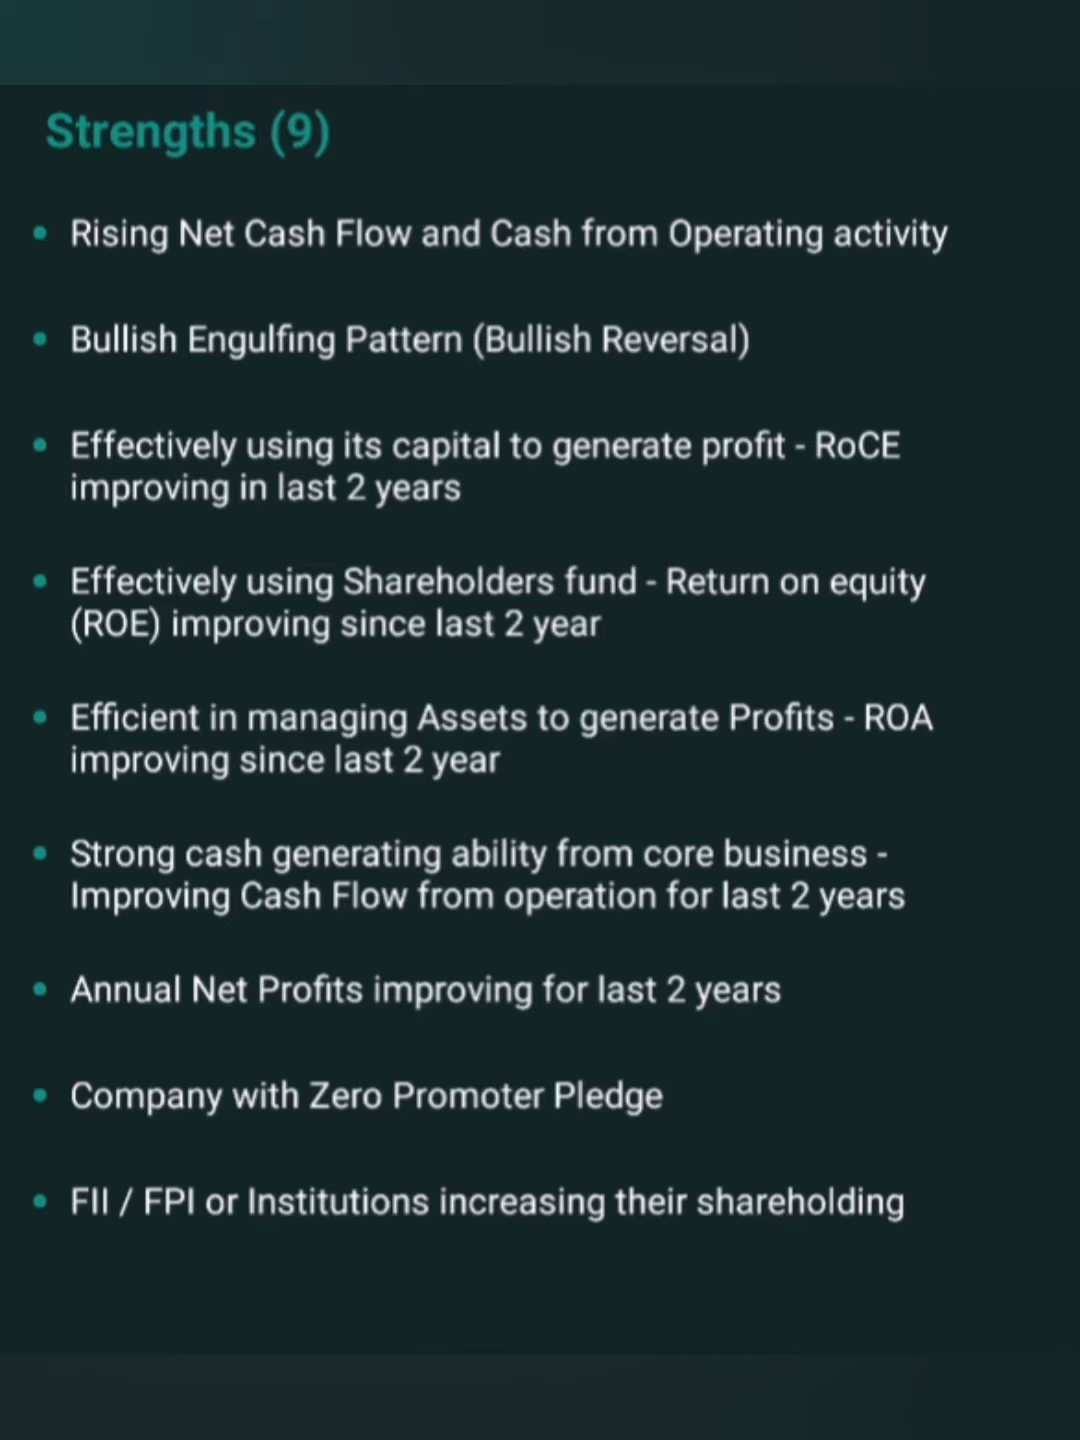 Strengths (9)
• Rising Net Cash Flow and Cash from Operating activity
• Bullish Engulfing Pattern (Bullish Reversal)
• Effectively using its capital to generate profit - RoCE
improving in last 2 years
• Effectively using Shareholders fund - Return on equity
(ROE) improving since last 2 year
• Efficient in managing Assets to generate Profits - ROA
improving since last 2 year
• Strong cash generating ability from core business -
Improving Cash Flow from operation for last 2 years
• Annual Net Profits improving for last 2 years
• Company with Zero Promoter Pledge
• FII / FPI or Institutions increasing their shareholding